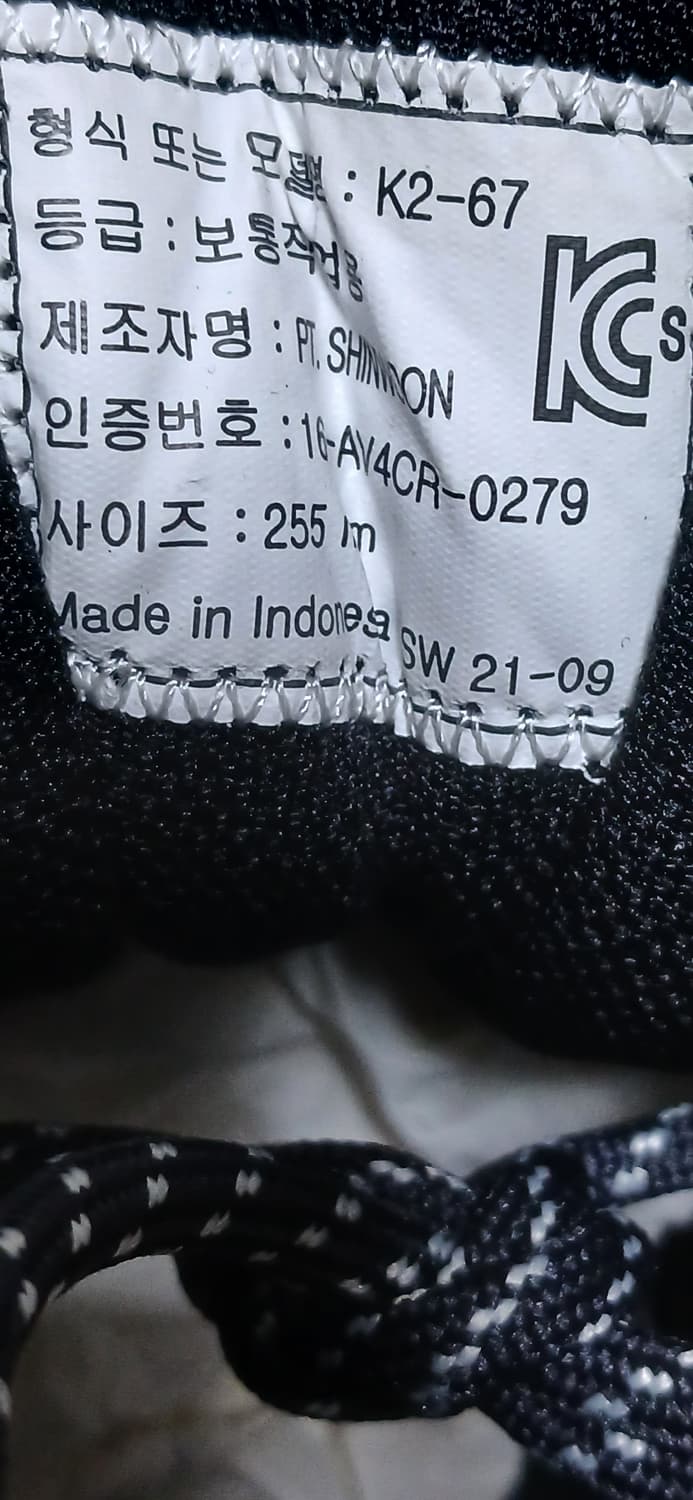 형식 또는 모델 : K2-67
등급 : 보통작업용
제조자명 : PT. SHINWON
인증번호 : 16-AV4CR-0279
사이즈 : 255 mm
Made in Indonesia SW 21-09
KCs